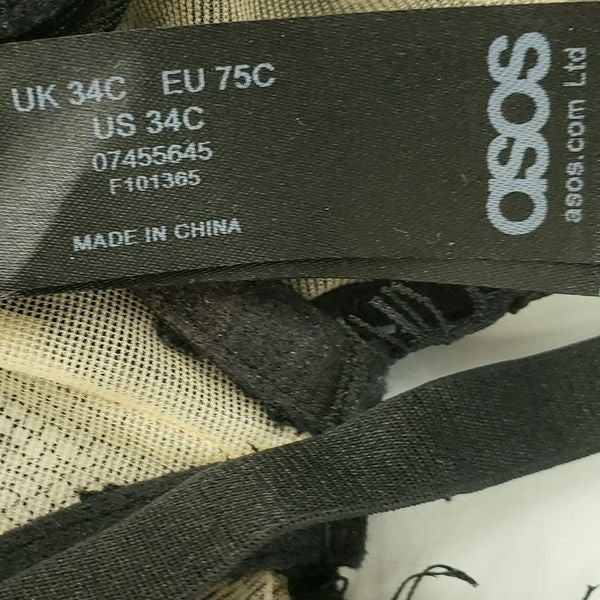 UK 34C EU 75C
US 34C
07455645
F101365
MADE IN CHINA
asos
asos.com Ltd